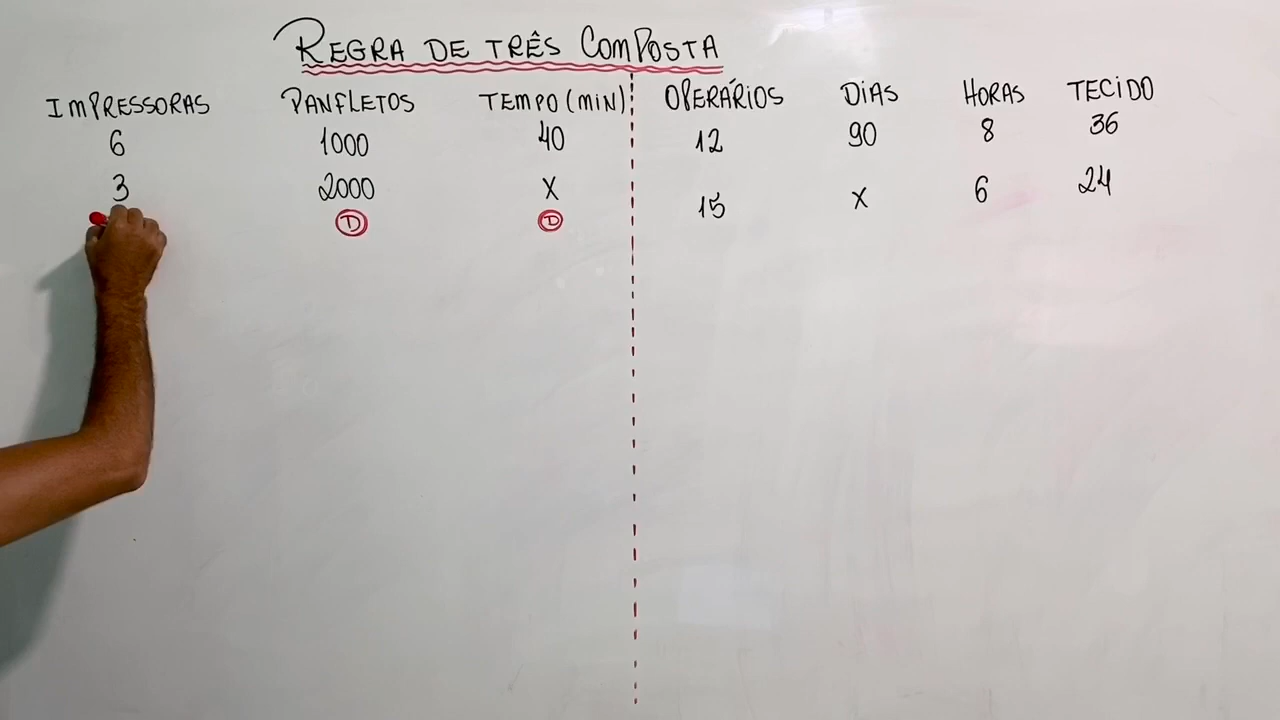 REGRA DE TRÊS COMPOSTA
IMPRESSORAS PANFLETOS TEMPO (MIN)
6 1000 40
3 2000 X
D D
OPERÁRIOS DIAS HORAS TECIDO
12 90 8 36
15 X 6 24